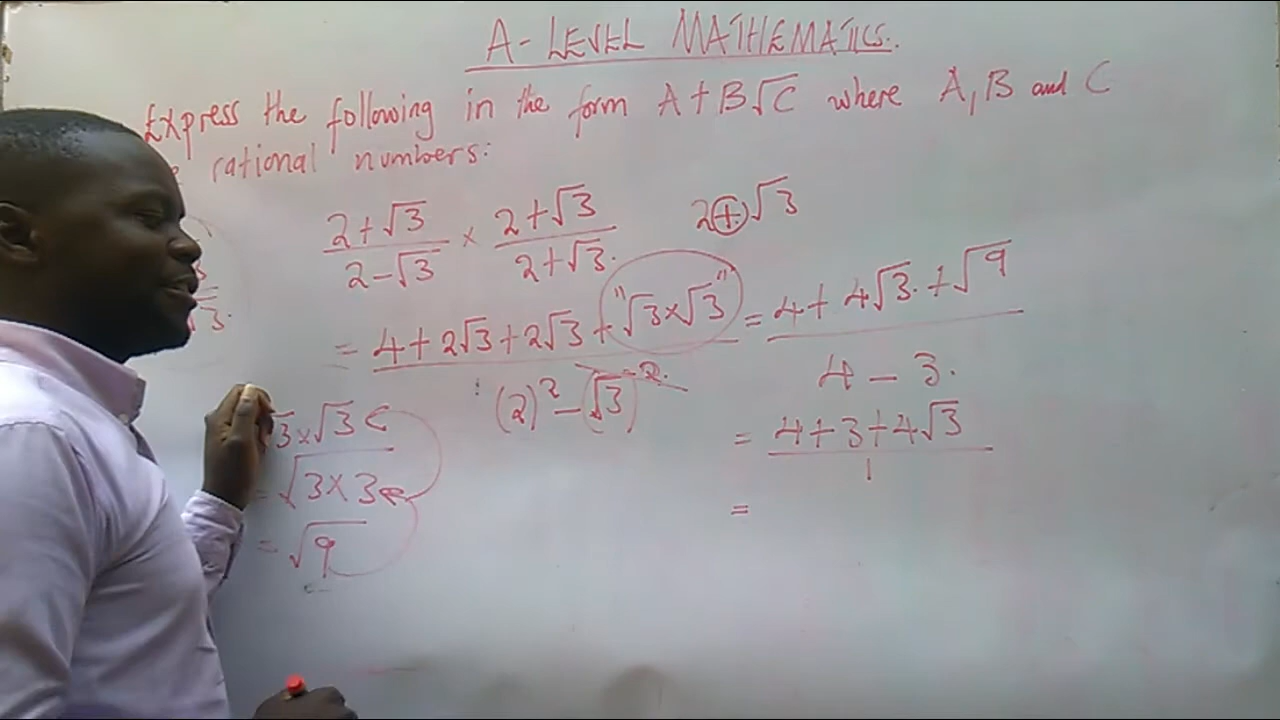 A-LEVEL MATHEMATICS.
Express the following in the form A+B√C where A, B and C
rational numbers:
2+√3 / 2-√3 × 2+√3 / 2+√3. 2+√3
= 4+2√3+2√3+"√3×√3" / (2)²-(√3)² = 4+4√3+√9 / 4-3.
3×√3
= √3×3
= √9
= 4+3+4√3 / 1
=